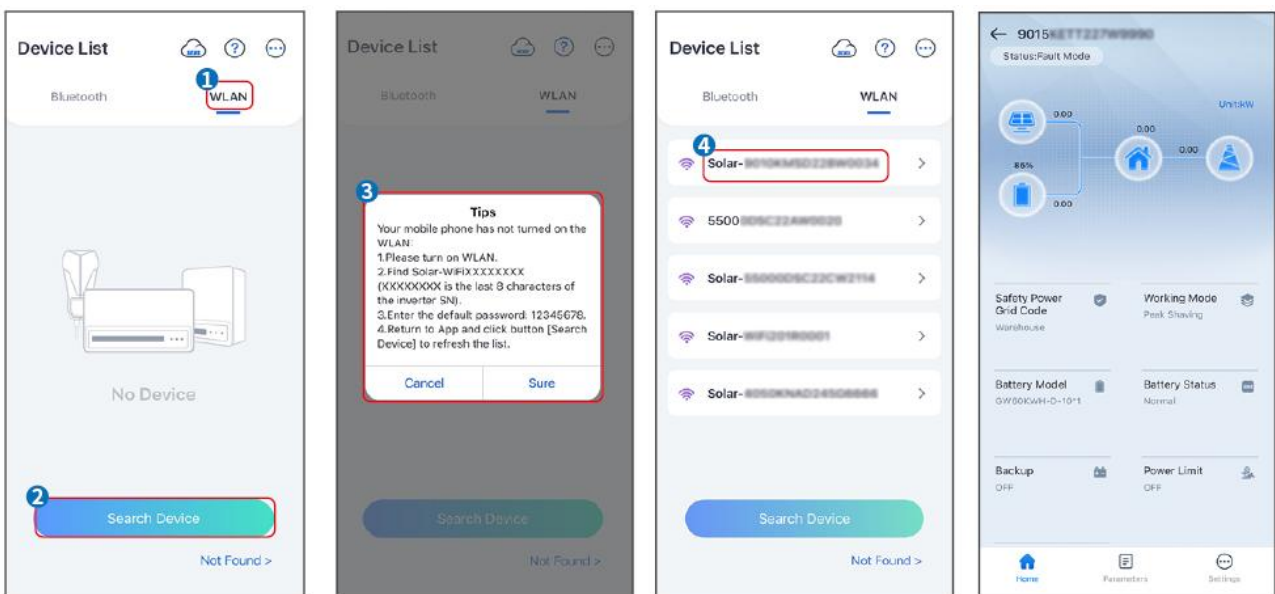 Device List
1
Bluetooth
WLAN
No Device
2
Search Device
Not Found >
Device List
Bluetooth
WLAN
3
Tips
Your mobile phone has not turned on the
WLAN:
1.Please turn on WLAN.
2.Find Solar-WiFiXXXXXXXX
(XXXXXXXX is the last 8 characters of
the inverter SN).
3.Enter the default password: 12345678.
4.Return to App and click button [Search
Device] to refresh the list.
Cancel
Sure
Search Device
Not Found >
Device List
Bluetooth
WLAN
4
Solar-
5500
Solar-
Solar-
Solar-
Search Device
Not Found >
9015
Status:Fault Mode
Unit:kW
0.00
0.00
0.00
86%
0.00
Safety Power
Grid Code
Warehouse
Working Mode
Peak Shaving
Battery Model
GW60KWH-D-10*1
Battery Status
Normal
Backup
OFF
Power Limit
OFF
Home
Parameters
Settings